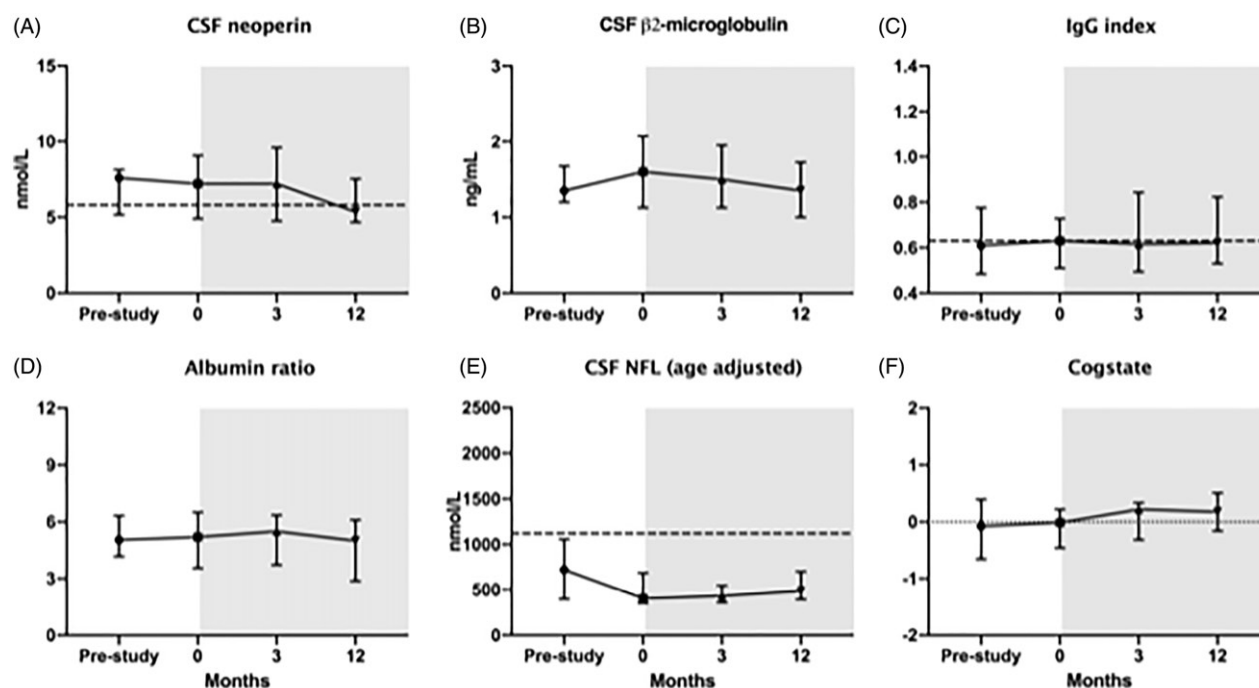 (A) CSF neoperin
15
10
5
0
nmol/L
Pre-study 0 3 12
(B) CSF β2-microglobulin
3
2
1
0
ng/mL
Pre-study 0 3 12
(C) IgG index
1.4
1.2
1.0
0.8
0.6
0.4
Pre-study 0 3 12
(D) Albumin ratio
12
9
6
3
0
Pre-study 0 3 12
Months
(E) CSF NFL (age adjusted)
2500
2000
1500
1000
500
0
nmol/L
Pre-study 0 3 12
Months
(F) Cogstate
2
1
0
-1
-2
Pre-study 0 3 12
Months